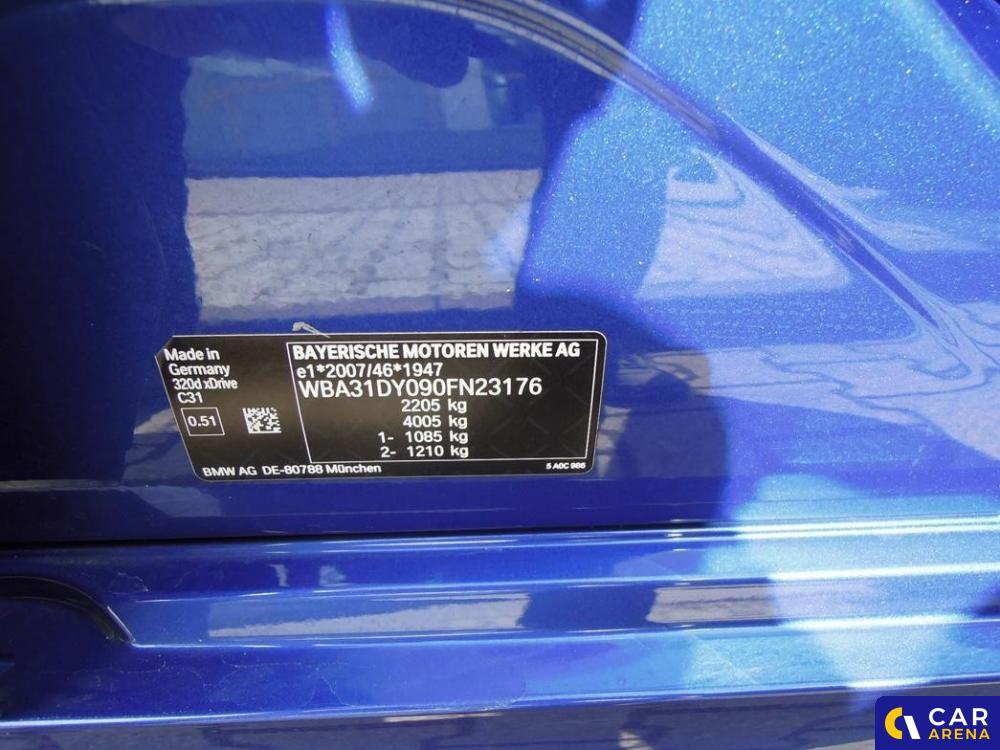 Made in
Germany
320d xDrive
C31
0.51
BAYERISCHE MOTOREN WERKE AG
e1*2007/46*1947
WBA31DY090FN23176
2205 kg
4005 kg
1- 1085 kg
2- 1210 kg
BMW AG DE-80788 München
5 A0C 986
CAR
ARENA